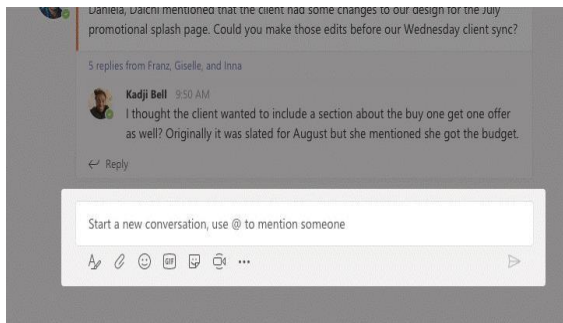 Daniela, Daichi mentioned that the client had some changes to our design for the July
promotional splash page. Could you make those edits before our Wednesday client sync?
5 replies from Franz, Giselle, and Inna
Kadji Bell 9:50 AM
I thought the client wanted to include a section about the buy one get one offer
as well? Originally it was slated for August but she mentioned she got the budget.
Reply
Start a new conversation, use @ to mention someone
GIF